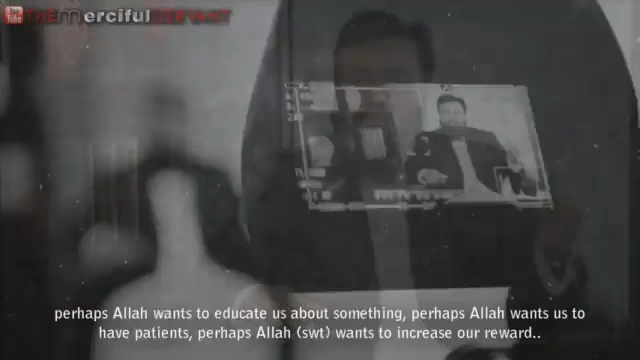 THEMercifulSERVANT
perhaps Allah wants to educate us about something, perhaps Allah wants us to
have patients, perhaps Allah (swt) wants to increase our reward..